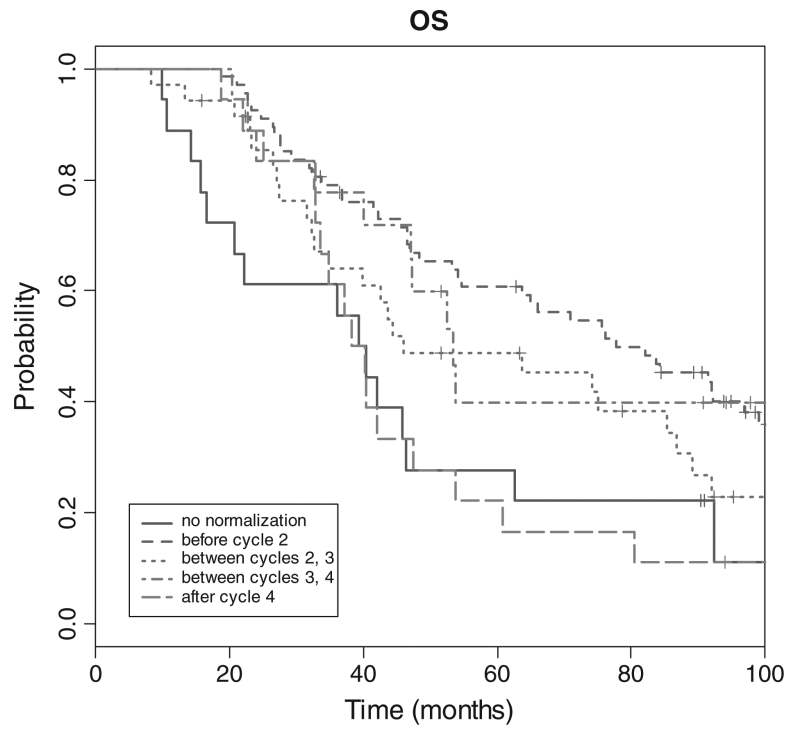 OS
Probability
1.0
0.8
0.6
0.4
0.2
0.0
no normalization
before cycle 2
between cycles 2, 3
between cycles 3, 4
after cycle 4
0 20 40 60 80 100
Time (months)